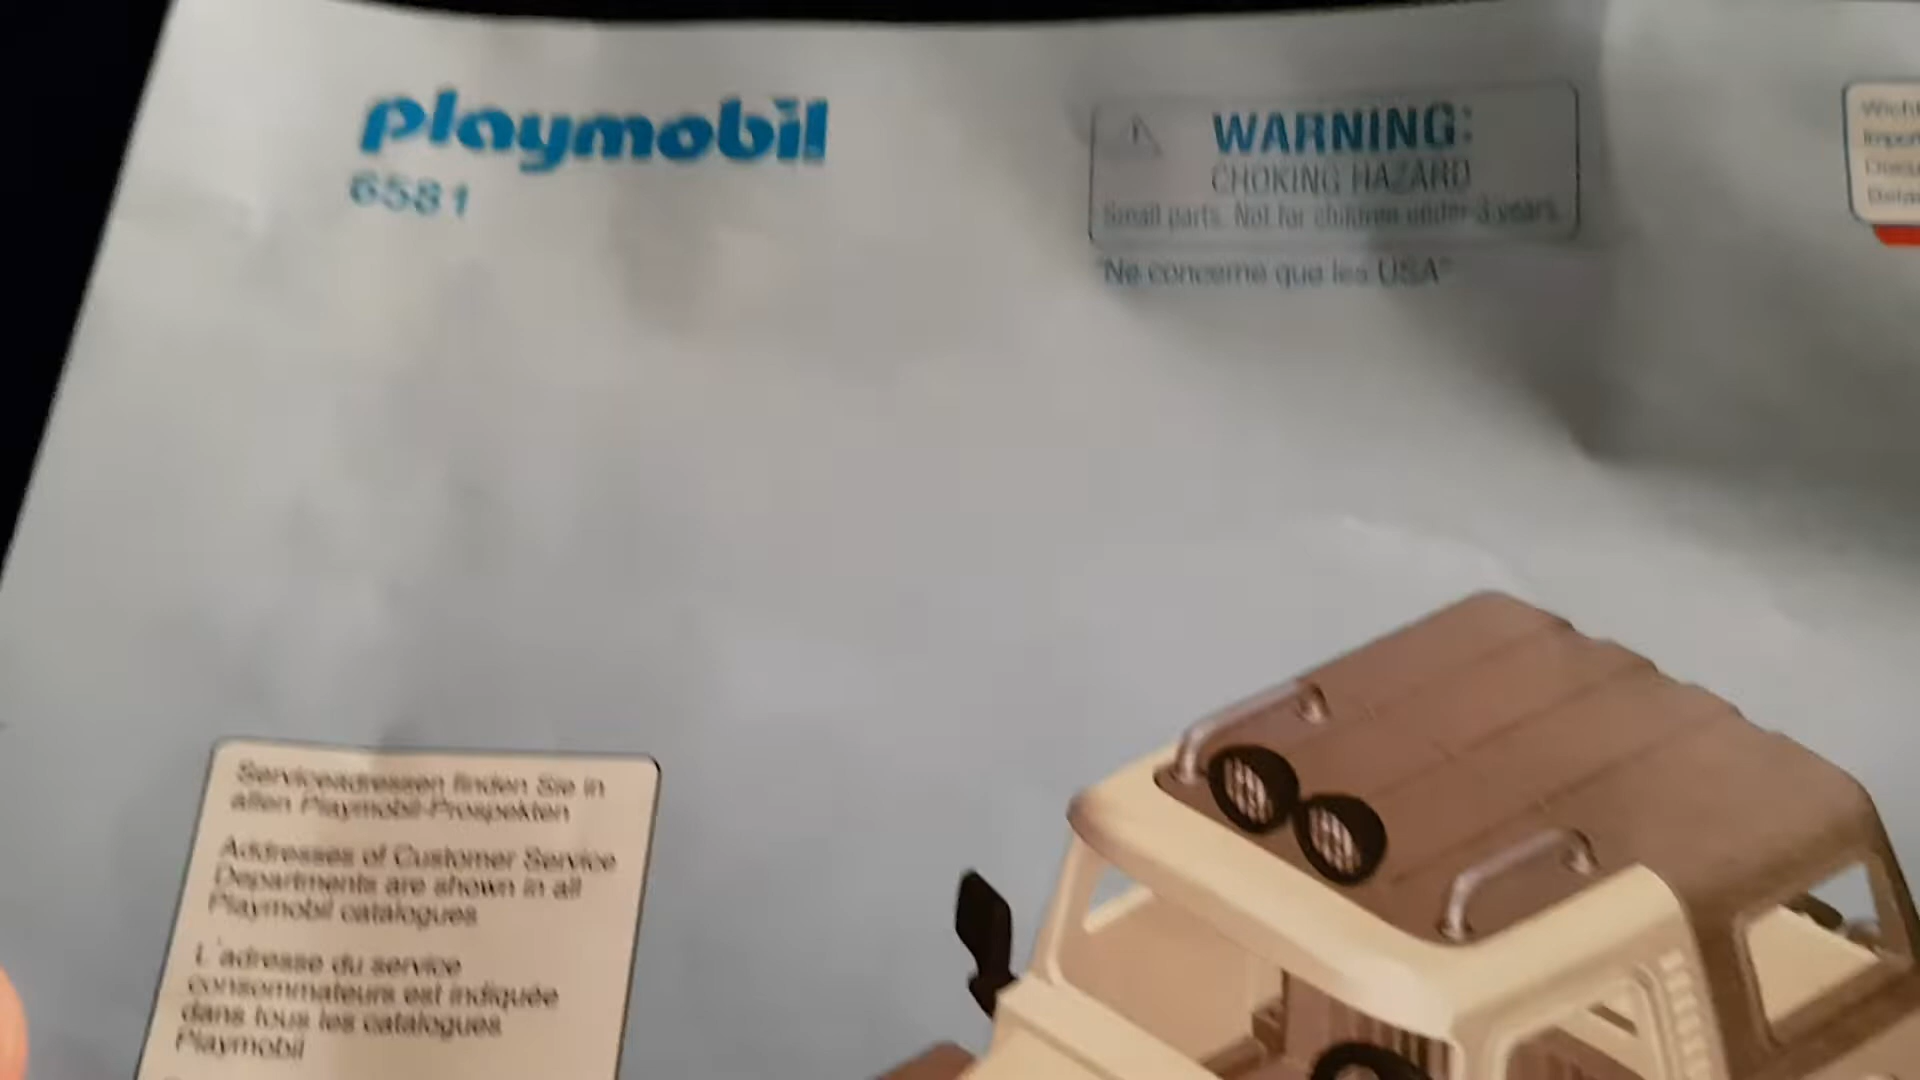 playmobil
6581
WARNING:
CHOKING HAZARD
Small parts. Not for children under 3 years.
"Ne concerne que les USA"
Serviceadressen finden Sie in
allen Playmobil-Prospekten
Addresses of Customer Service
Departments are shown in all
Playmobil catalogues
L'adresse du service
consommateurs est indiquée
dans tous les catalogues
Playmobil